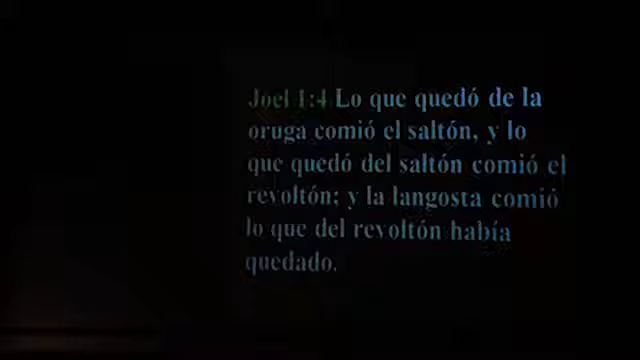 Joel 1:4 Lo que quedó de la
oruga comió el saltón, y lo
que quedó del saltón comió el
revoltón; y la langosta comió
lo que del revoltón había
quedado.